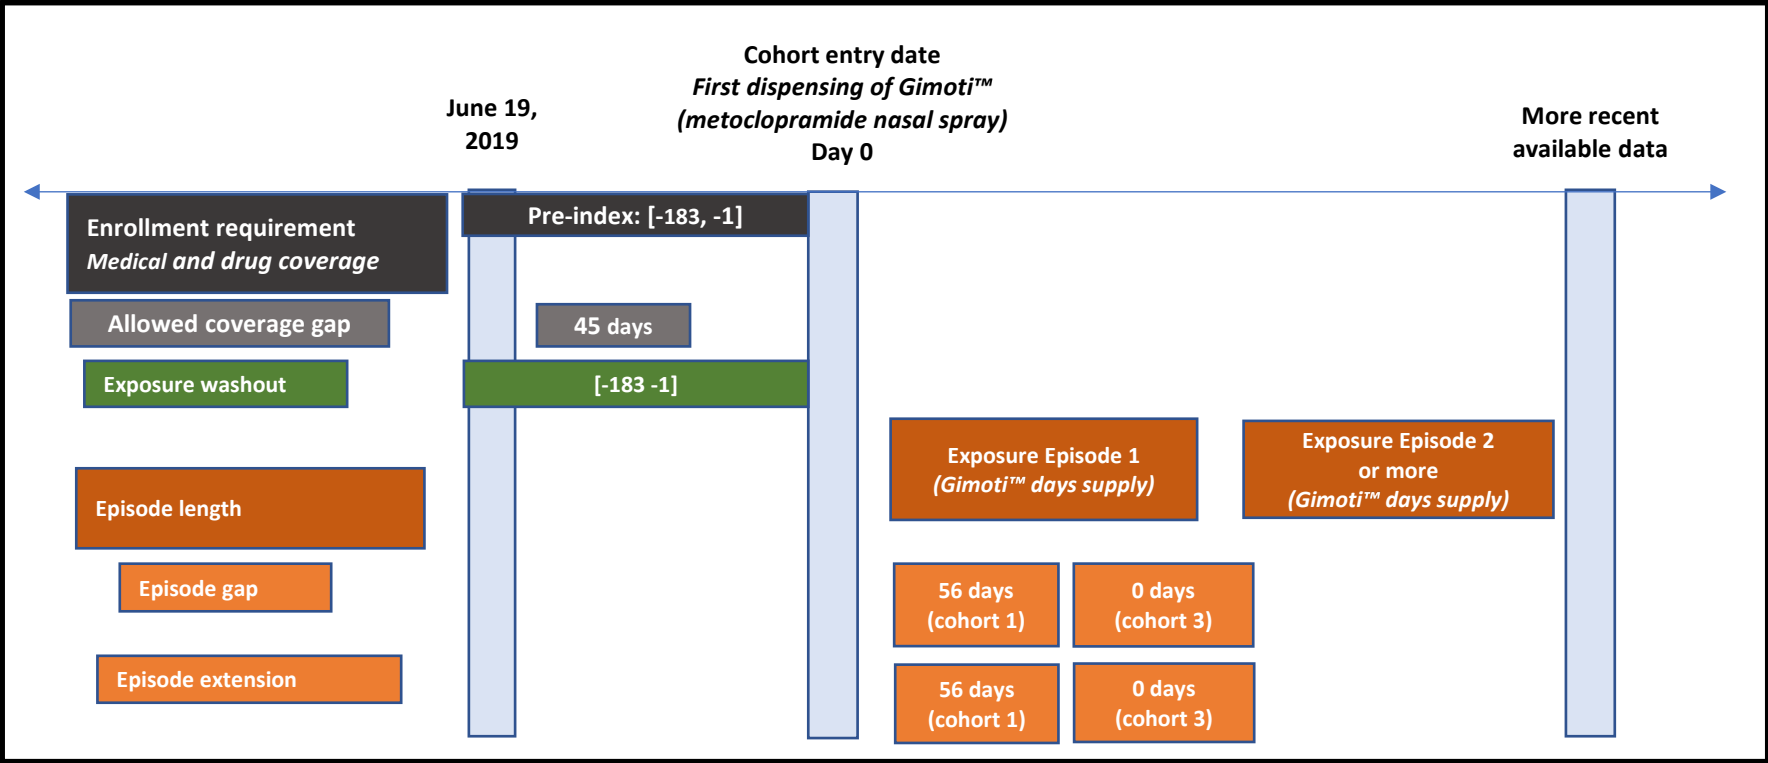 Cohort entry date
First dispensing of Gimoti™
(metoclopramide nasal spray)
Day 0
June 19,
2019
More recent
available data
Enrollment requirement
Medical and drug coverage
Pre-index: [-183, -1]
Allowed coverage gap
45 days
Exposure washout
[-183 -1]
Exposure Episode 1
(Gimoti™ days supply)
Exposure Episode 2
or more
(Gimoti™ days supply)
Episode length
Episode gap
56 days
(cohort 1)
0 days
(cohort 3)
Episode extension
56 days
(cohort 1)
0 days
(cohort 3)